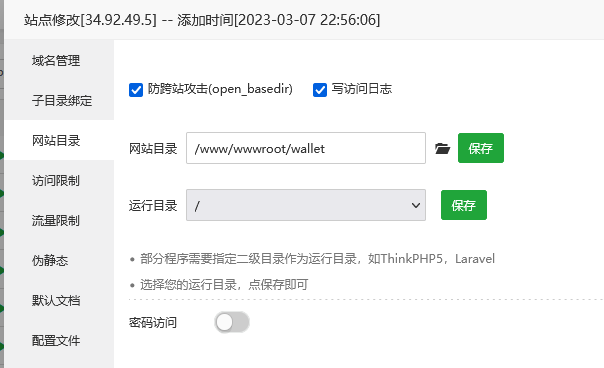 站点修改[34.92.49.5] -- 添加时间[2023-03-07 22:56:06]
域名管理
子目录绑定
网站目录
访问限制
流量限制
伪静态
默认文档
配置文件
防跨站攻击(open_basedir) 写访问日志
网站目录 /www/wwwroot/wallet 保存
运行目录 / 保存
部分程序需要指定二级目录作为运行目录，如ThinkPHP5，Laravel
选择您的运行目录，点保存即可
密码访问